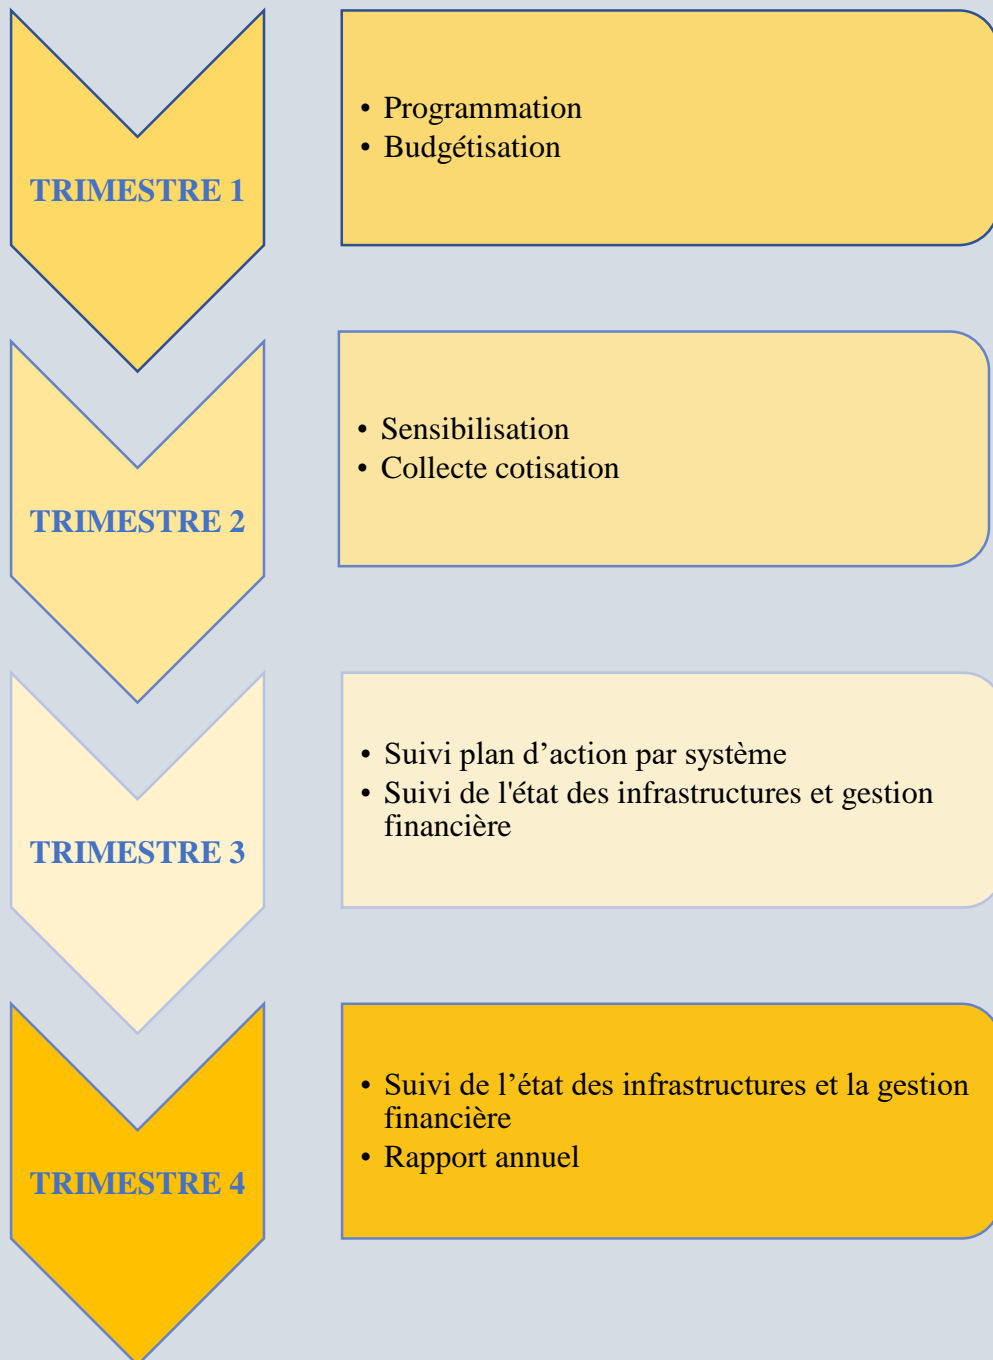 TRIMESTRE 1
• Programmation
• Budgétisation
TRIMESTRE 2
• Sensibilisation
• Collecte cotisation
TRIMESTRE 3
• Suivi plan d’action par système
• Suivi de l'état des infrastructures et gestion
financière
TRIMESTRE 4
• Suivi de l’état des infrastructures et la gestion
financière
• Rapport annuel